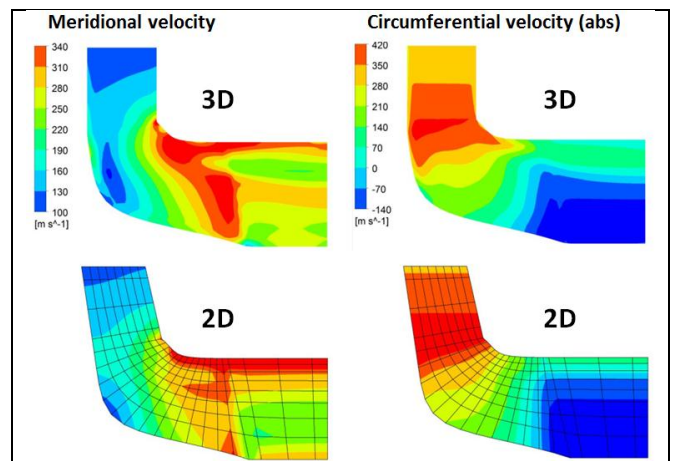 Meridional velocity
Circumferential velocity (abs)
340
310
280
250
220
190
160
130
100
[m s^-1]
3D
420
350
280
210
140
70
0
-70
-140
[m s^-1]
3D
2D
2D